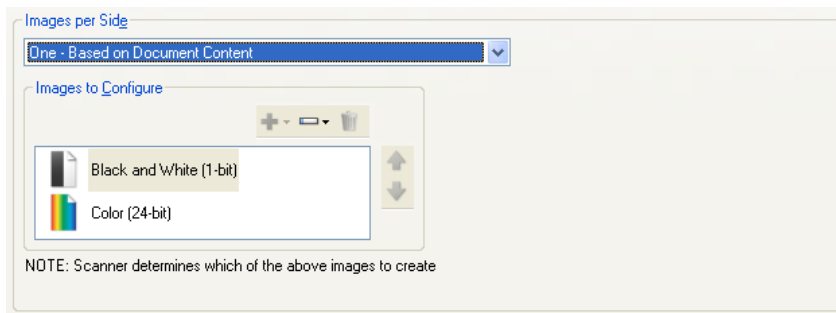 Images per Side
One - Based on Document Content
Images to Configure
Black and White (1-bit)
Color (24-bit)
NOTE: Scanner determines which of the above images to create